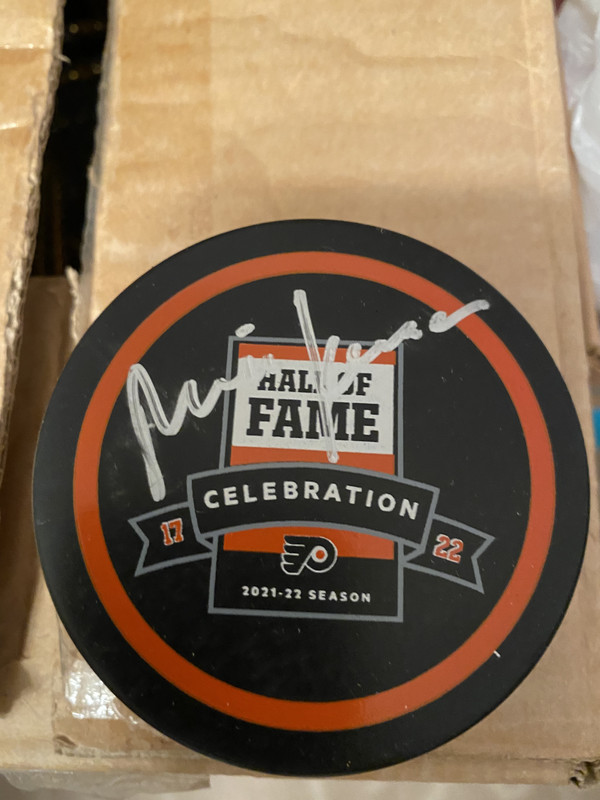 HALL OF
FAME
CELEBRATION
17
22
2021-22 SEASON